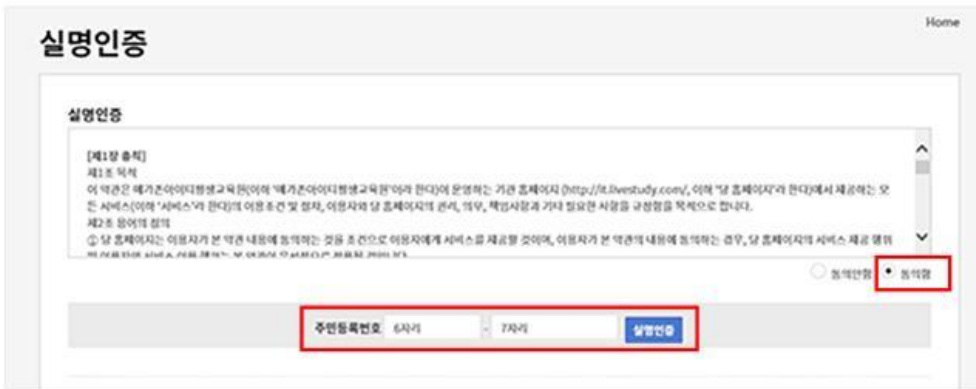 Home
실명인증
실명인증
[제1장 총칙]
제1조 목적
이 약관은 메가존아이티평생교육원(이하 '메가존아이티평생교육원'이라 한다)이 운영하는 기관 홈페이지 (http://it.livestudy.com/, 이하 '당 홈페이지'라 한다)에서 제공하는 모
든 서비스(이하 '서비스'라 한다)의 이용조건 및 절차, 이용자와 당 홈페이지의 권리, 의무, 책임사항과 기타 필요한 사항을 규정함을 목적으로 합니다.
제2조 용어의 정의
① 당 홈페이지는 이용자가 본 약관 내용에 동의하는 것을 조건으로 이용자에게 서비스를 제공할 것이며, 이용자가 본 약관의 내용에 동의하는 경우, 당 홈페이지의 서비스 제공 행위
동의안함 동의함
주민등록번호 6자리 - 7자리 실명인증